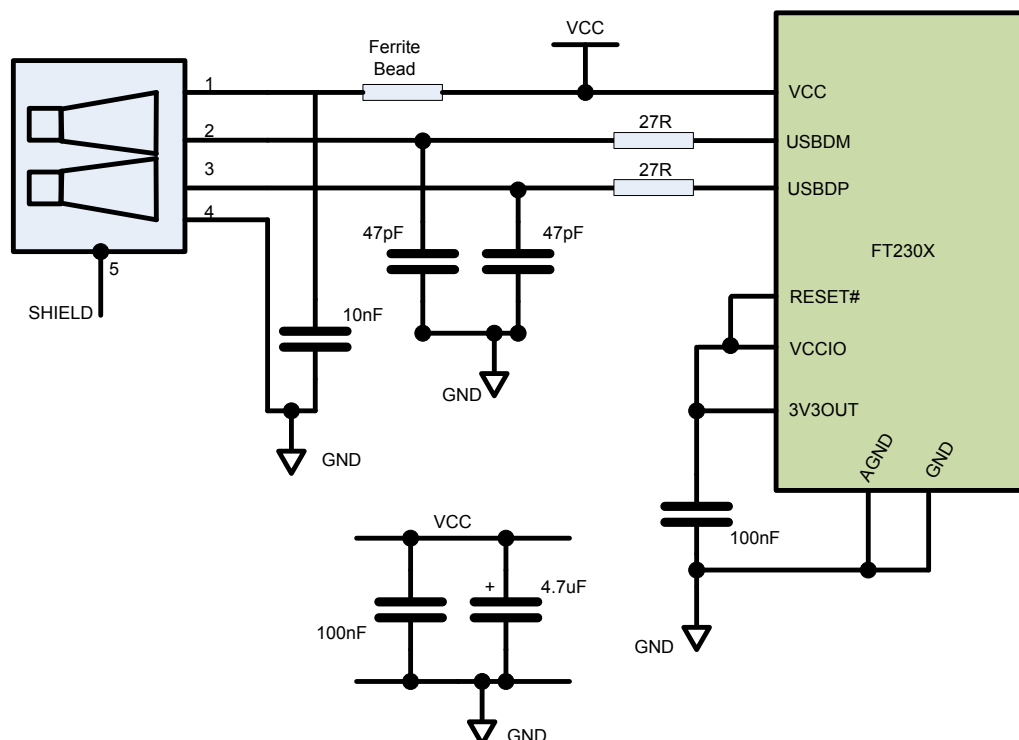 VCC
Ferrite
Bead
1
VCC
27R
2
USBDM
27R
3
USBDP
4
47pF
47pF
FT230X
5
SHIELD
10nF
RESET#
VCCIO
GND
3V3OUT
GND
AGND
GND
VCC
100nF
+
4.7uF
100nF
GND
GND